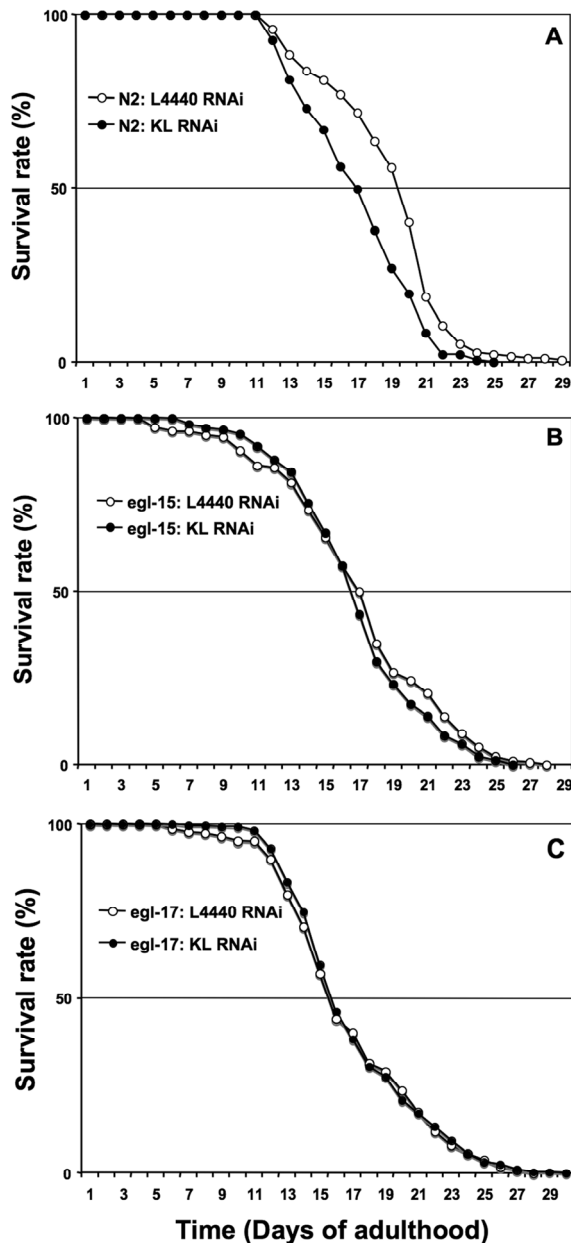 A
100
N2: L4440 RNAi
N2: KL RNAi
50
0
Survival rate (%)
1 3 5 7 9 11 13 15 17 19 21 23 25 27 29
B
100
egl-15: L4440 RNAi
egl-15: KL RNAi
50
0
Survival rate (%)
1 3 5 7 9 11 13 15 17 19 21 23 25 27 29
C
100
egl-17: L4440 RNAi
egl-17: KL RNAi
50
0
Survival rate (%)
1 3 5 7 9 11 13 15 17 19 21 23 25 27 29
Time (Days of adulthood)